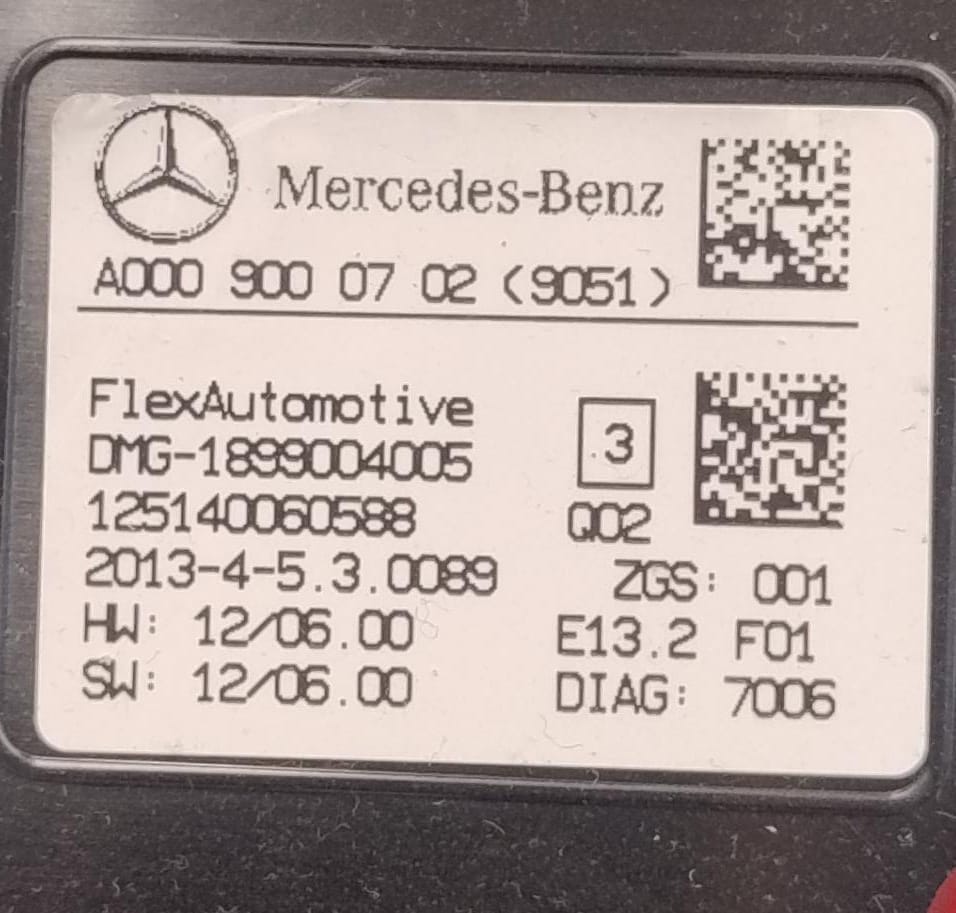 Mercedes-Benz
A000 900 07 02 (9051)
FlexAutomotive
DMG-1899004005
3
125140060588
Q02
2013-4-5.3.0089
ZGS: 001
HW: 12/06.00
E13.2 F01
SW: 12/06.00
DIAG: 7006